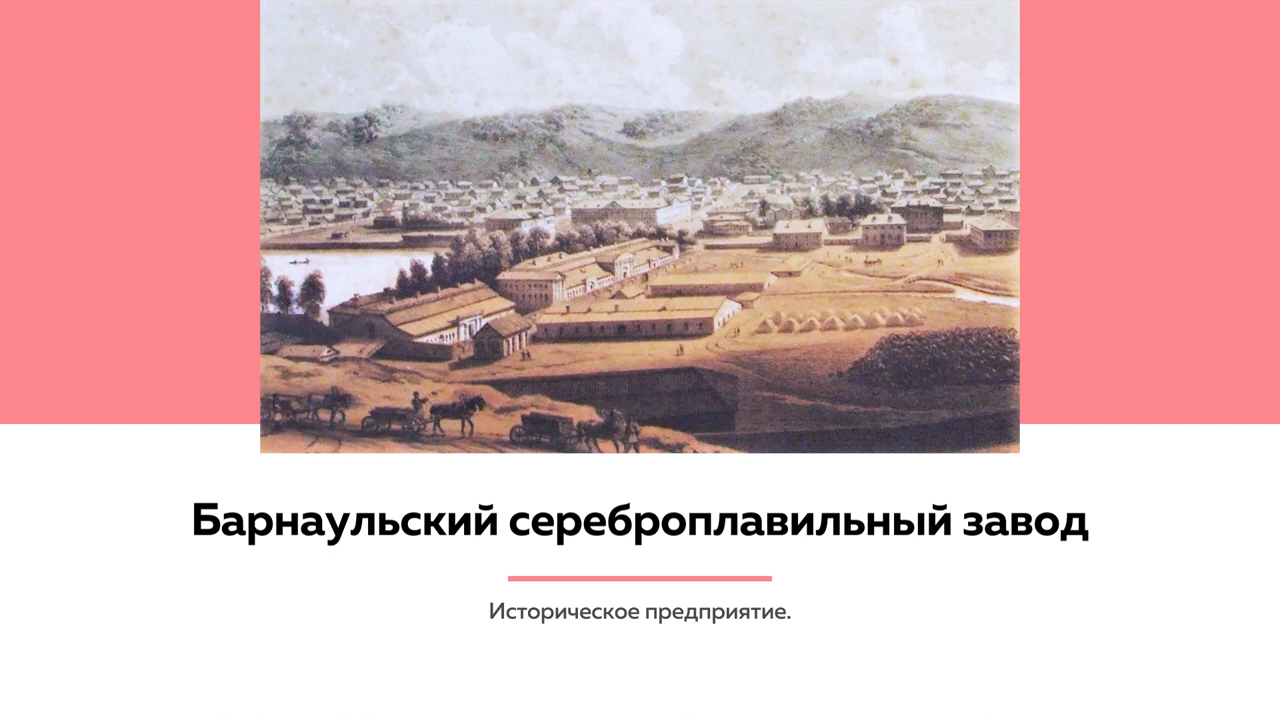 Барнаульский сереброплавильный завод
Историческое предприятие.